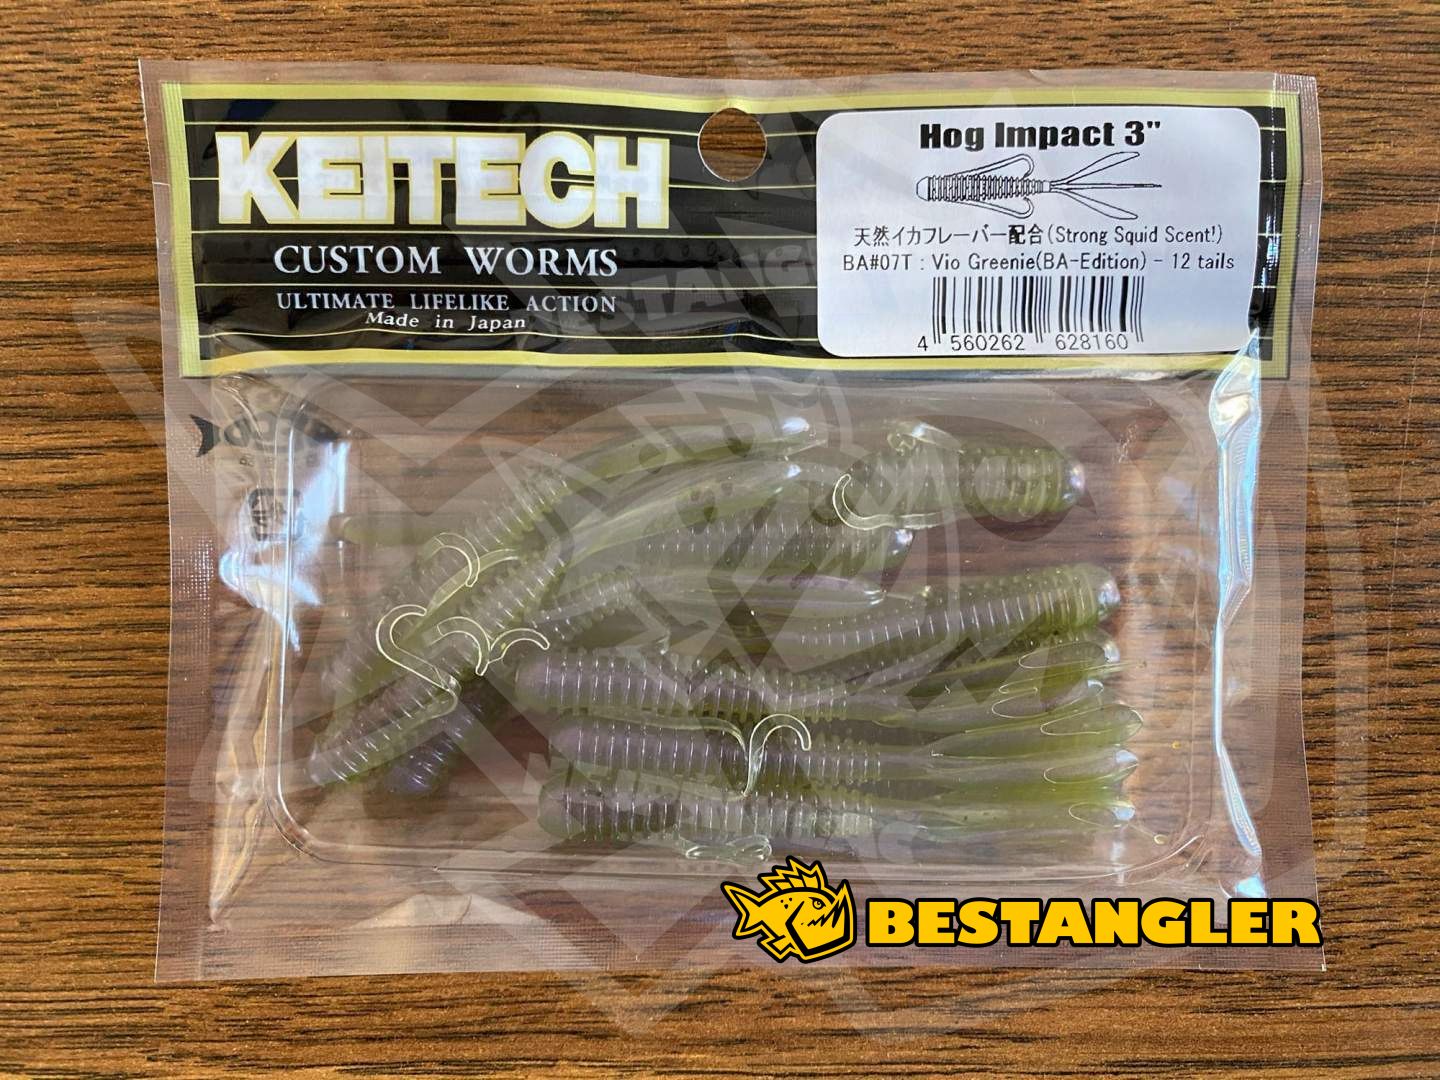 KEITECH
CUSTOM WORMS
ULTIMATE LIFELIKE ACTION
Made in Japan
Hog Impact 3"
天然イカフレーバー配合(Strong Squid Scent!)
BA#07T : Vio Greenie(BA-Edition) - 12 tails
4 560262 628160
BESTANGLER